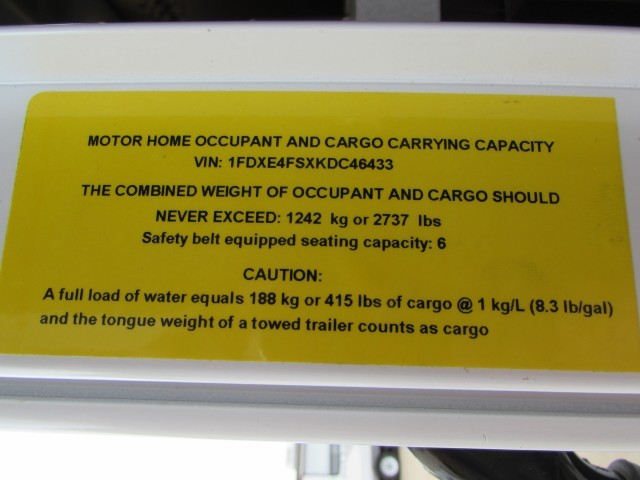 MOTOR HOME OCCUPANT AND CARGO CARRYING CAPACITY
VIN: 1FDXE4FSXKDC46433
THE COMBINED WEIGHT OF OCCUPANT AND CARGO SHOULD
NEVER EXCEED: 1242 kg or 2737 lbs
Safety belt equipped seating capacity: 6
CAUTION:
A full load of water equals 188 kg or 415 lbs of cargo @ 1 kg/L (8.3 lb/gal)
and the tongue weight of a towed trailer counts as cargo